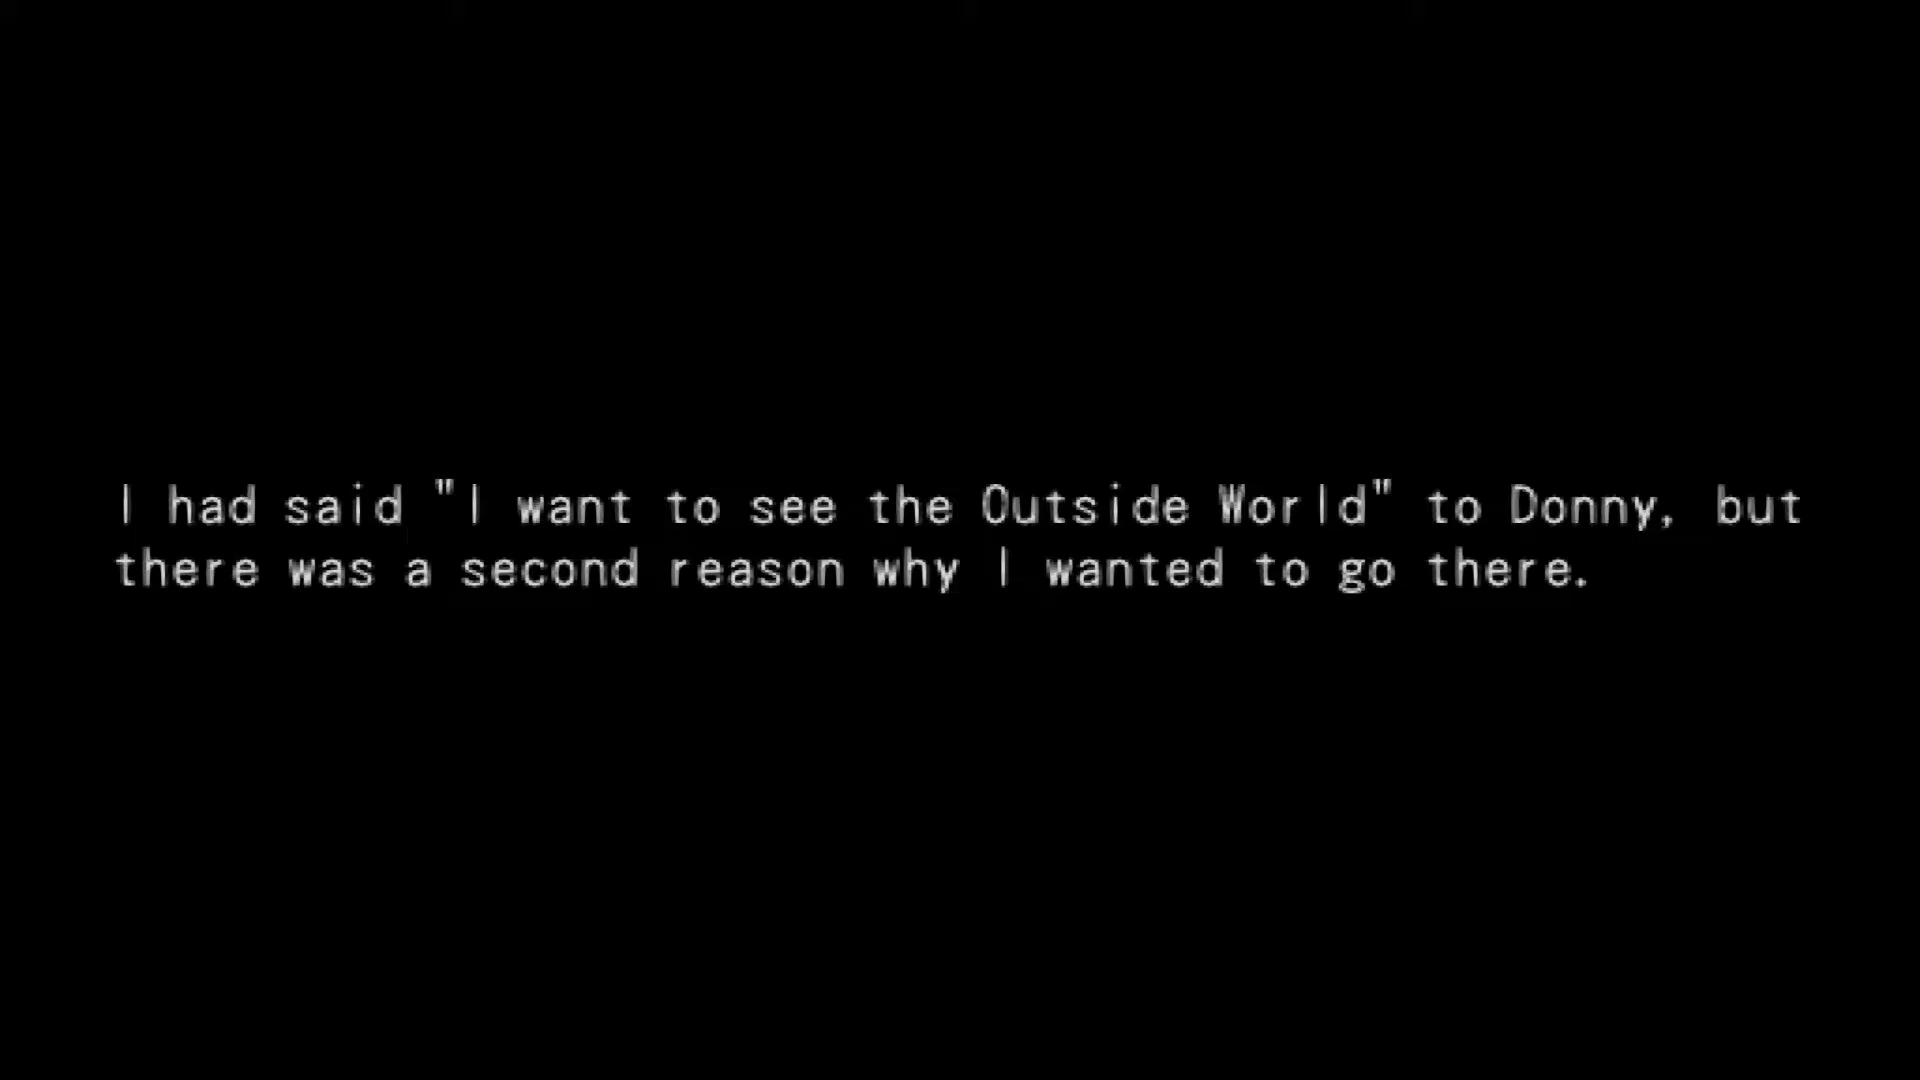 I had said "I want to see the Outside World" to Donny, but
there was a second reason why I wanted to go there.